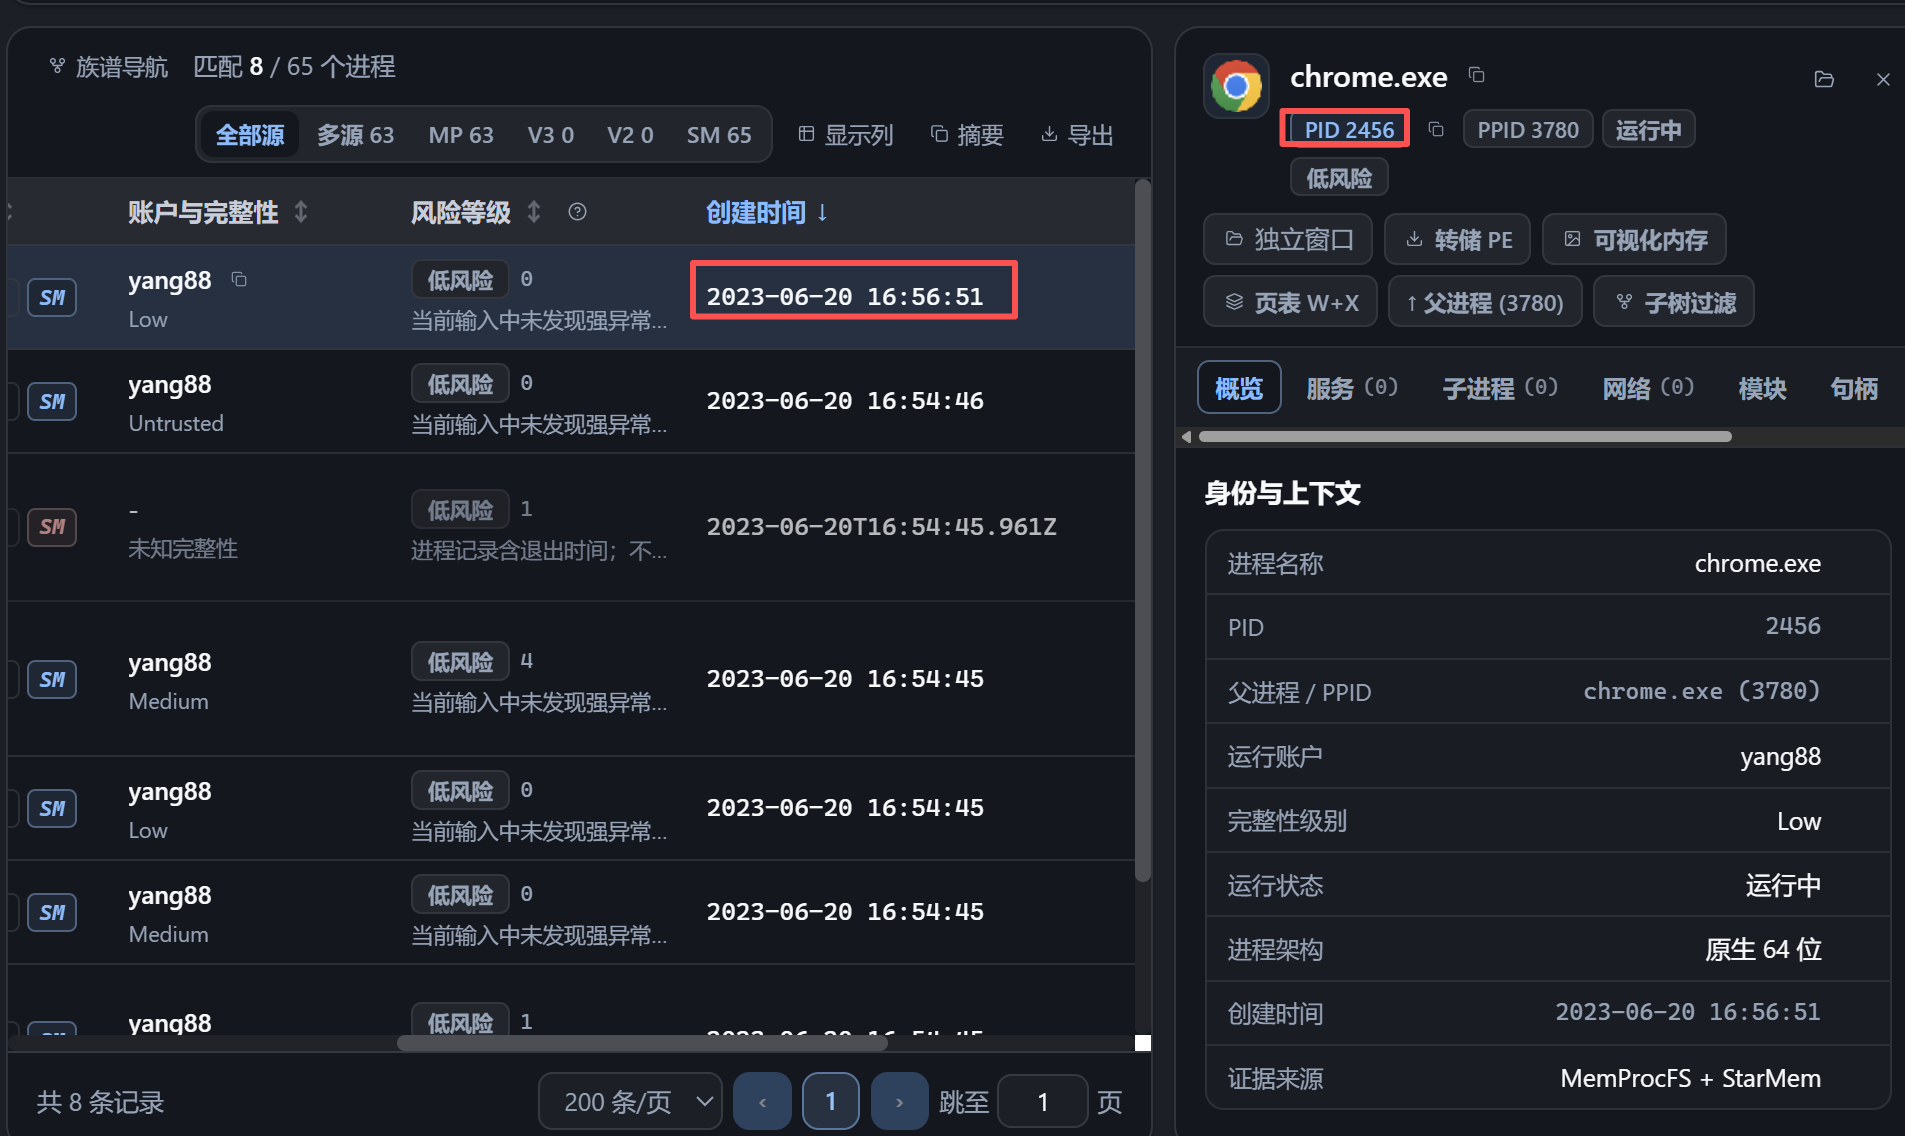 族谱导航 匹配 8 / 65 个进程
全部源 多源 63 MP 63 V3 0 V2 0 SM 65 显示列 摘要 导出
账户与完整性 风险等级 创建时间 ↓
SM yang88 低风险 0 2023-06-20 16:56:51
Low 当前输入中未发现强异常...
SM yang88 低风险 0 2023-06-20 16:54:46
Untrusted 当前输入中未发现强异常...
SM - 低风险 1 2023-06-20T16:54:45.961Z
未知完整性 进程记录含退出时间；不...
SM yang88 低风险 4 2023-06-20 16:54:45
Medium 当前输入中未发现强异常...
SM yang88 低风险 0 2023-06-20 16:54:45
Low 当前输入中未发现强异常...
SM yang88 低风险 0 2023-06-20 16:54:45
Medium 当前输入中未发现强异常...
yang88 低风险 1
共 8 条记录 200 条/页 ‹ 1 › 跳至 1 页
chrome.exe
PID 2456 PPID 3780 运行中
低风险
独立窗口 转储 PE 可视化内存
页表 W+X ↑ 父进程 (3780) 子树过滤
概览 服务 (0) 子进程 (0) 网络 (0) 模块 句柄
身份与上下文
进程名称 chrome.exe
PID 2456
父进程 / PPID chrome.exe (3780)
运行账户 yang88
完整性级别 Low
运行状态 运行中
进程架构 原生 64 位
创建时间 2023-06-20 16:56:51
证据来源 MemProcFS + StarMem